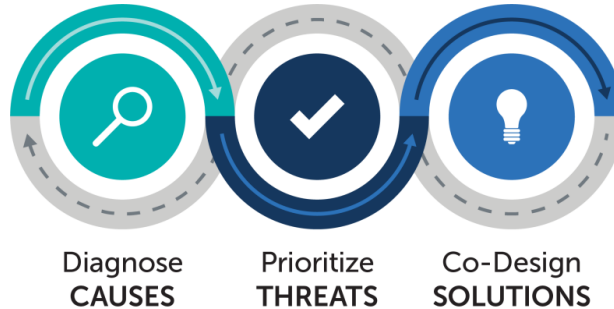 Diagnose
CAUSES
Prioritize
THREATS
Co-Design
SOLUTIONS